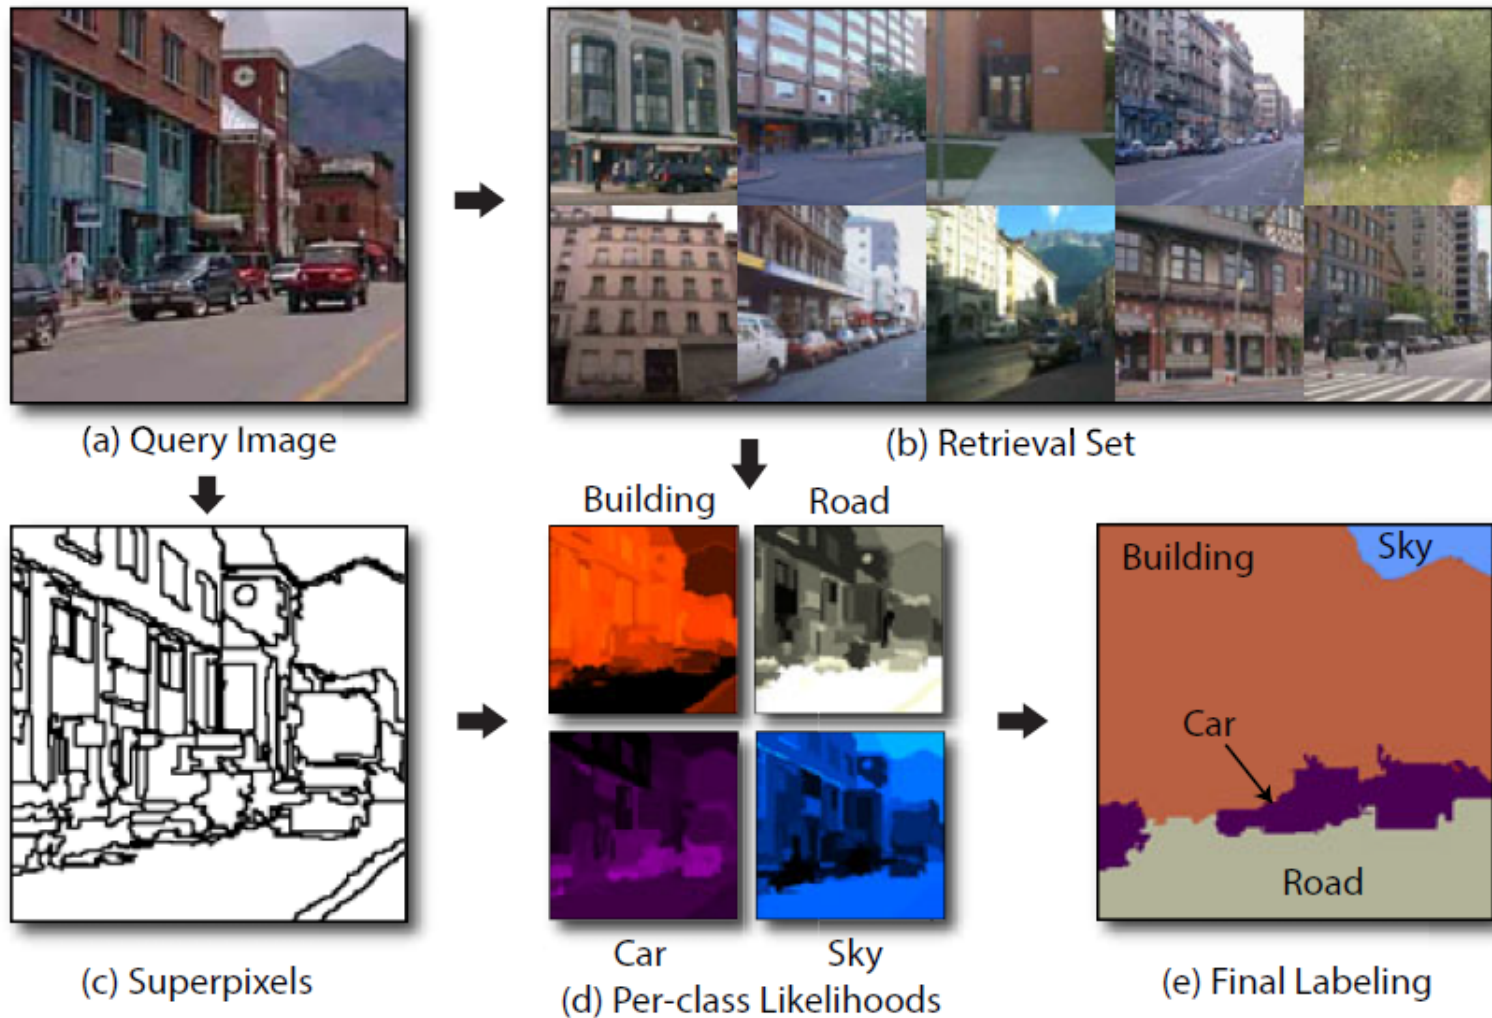 (a) Query Image
(b) Retrieval Set
Building
Road
Building
Sky
Car
Road
Car
Sky
(c) Superpixels
(d) Per-class Likelihoods
(e) Final Labeling